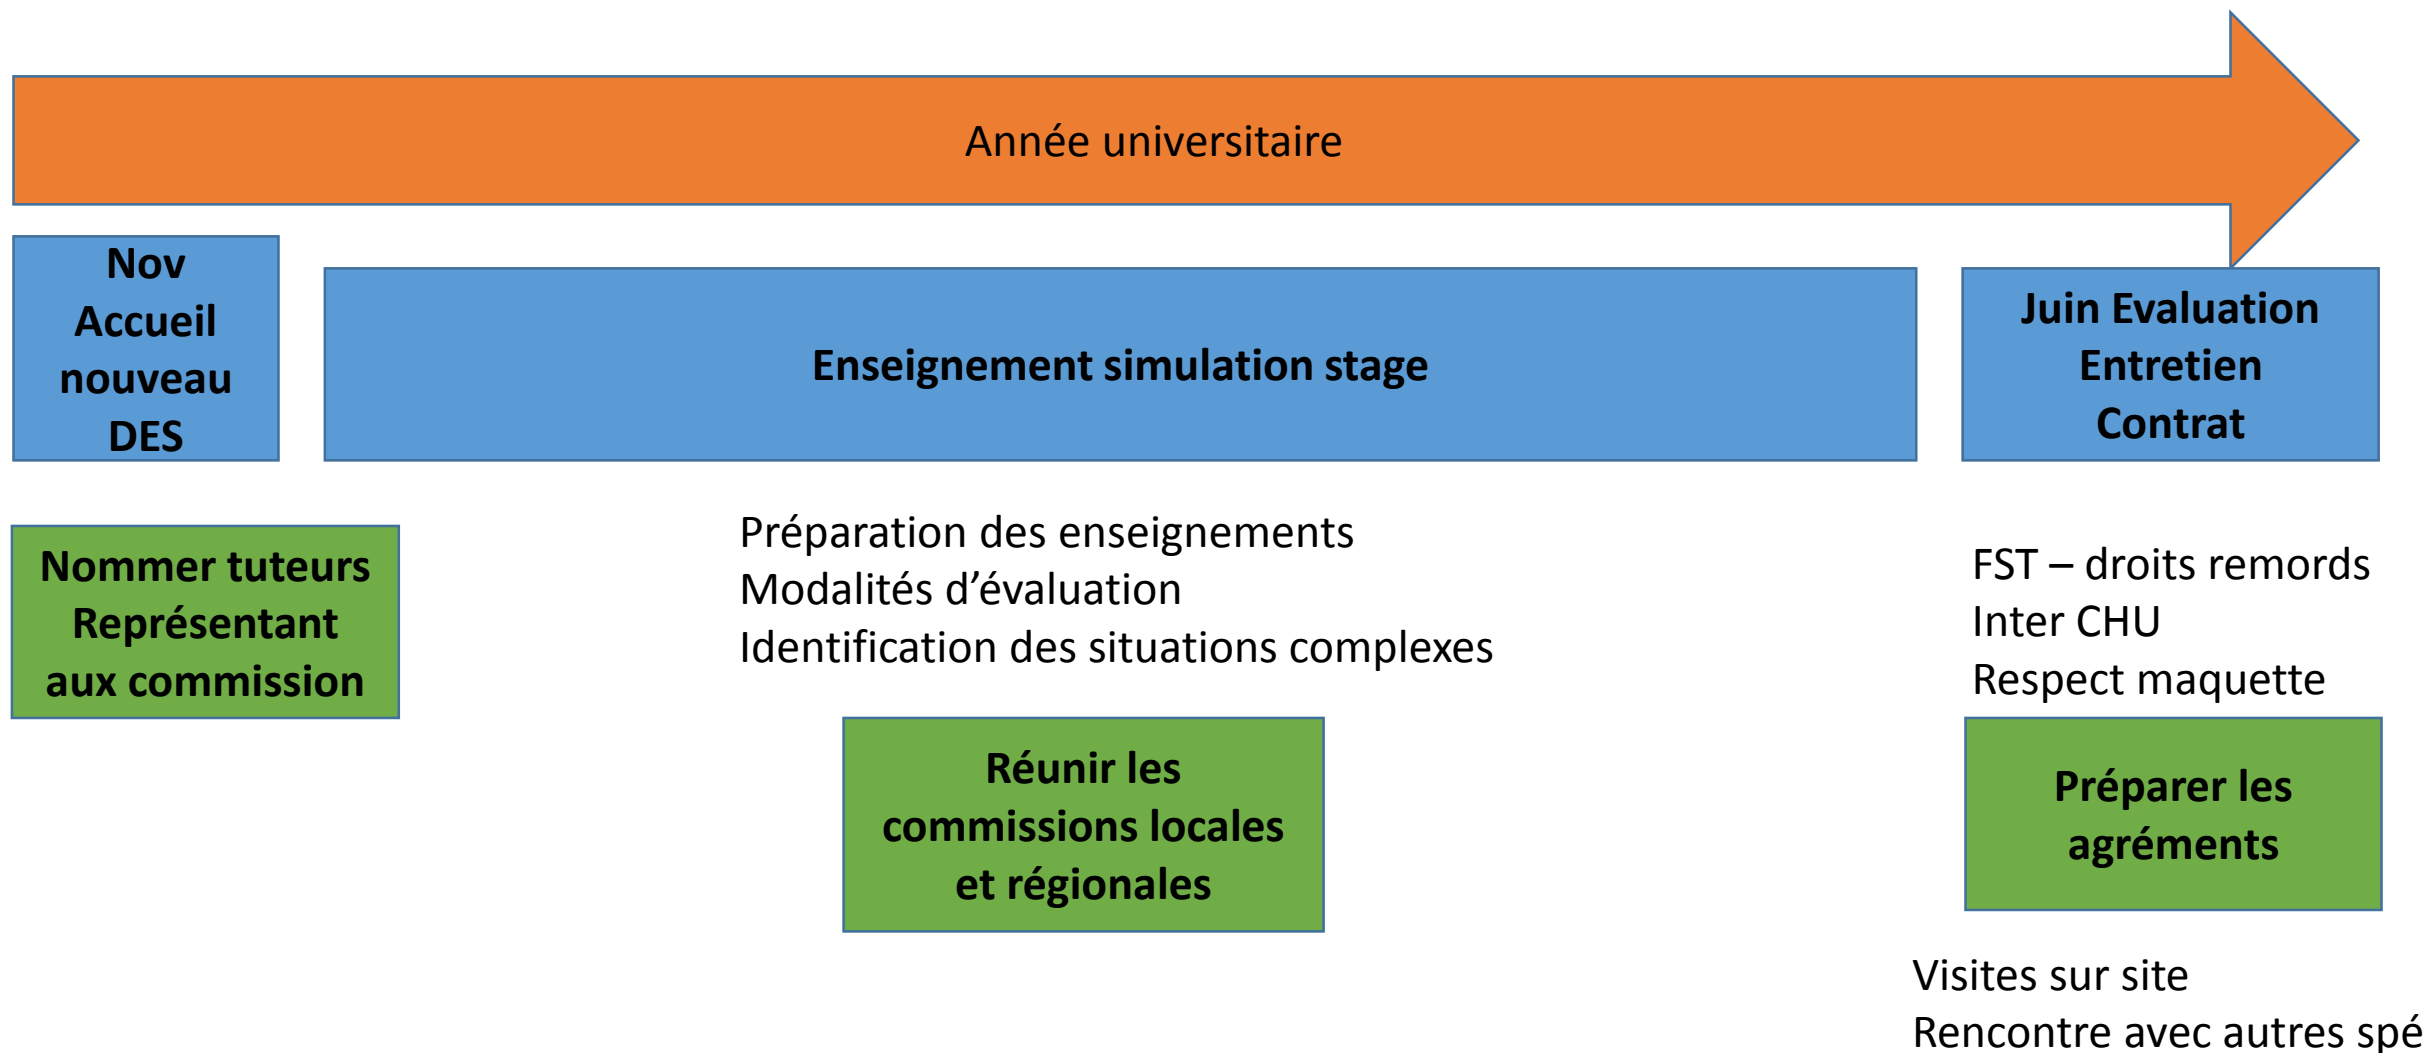 Année universitaire
Nov
Accueil
nouveau
DES
Enseignement simulation stage
Juin Evaluation
Entretien
Contrat
Nommer tuteurs
Représentant
aux commission
Préparation des enseignements
Modalités d’évaluation
Identification des situations complexes
FST – droits remords
Inter CHU
Respect maquette
Réunir les
commissions locales
et régionales
Préparer les
agréments
Visites sur site
Rencontre avec autres spé